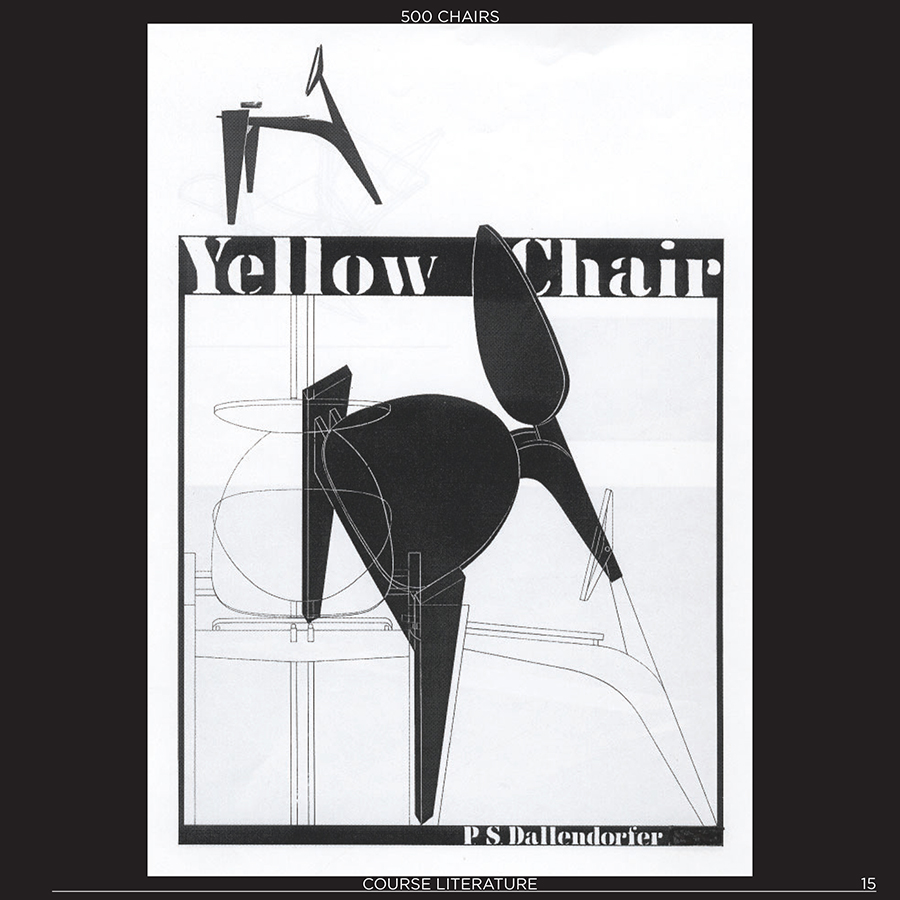 500 CHAIRS
Yellow Chair
P S Dallendorfer
COURSE LITERATURE
15